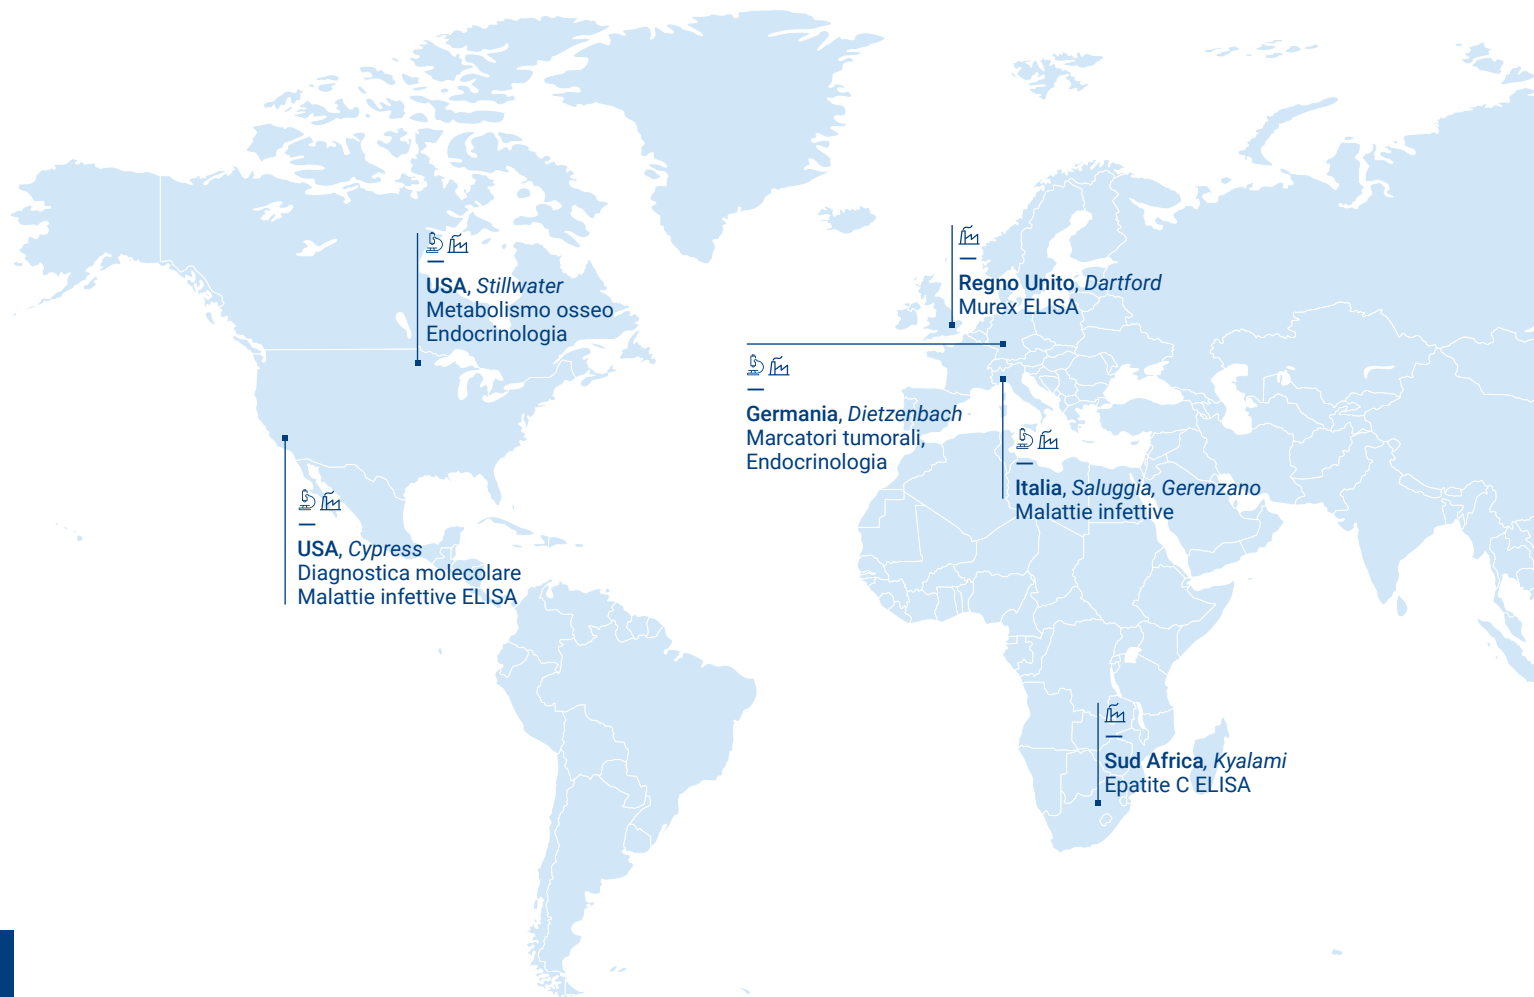 USA, Stillwater
Metabolismo osseo
Endocrinologia
Regno Unito, Dartford
Murex ELISA
Germania, Dietzenbach
Marcatori tumorali,
Endocrinologia
Italia, Saluggia, Gerenzano
Malattie infettive
USA, Cypress
Diagnostica molecolare
Malattie infettive ELISA
Sud Africa, Kyalami
Epatite C ELISA